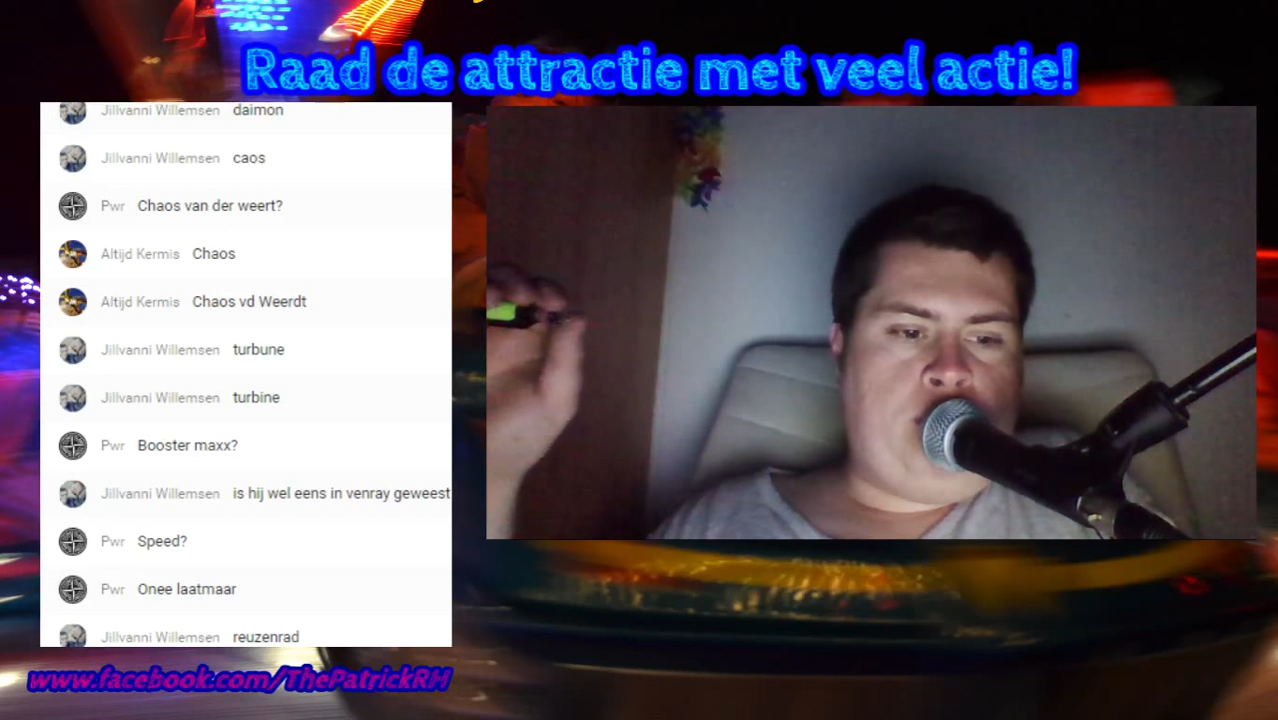 Raad de attractie met veel actie!
Jillvanni Willemsen daimon
Jillvanni Willemsen caos
Pwr Chaos van der weert?
Altijd Kermis Chaos
Altijd Kermis Chaos vd Weerdt
Jillvanni Willemsen turbune
Jillvanni Willemsen turbine
Pwr Booster maxx?
Jillvanni Willemsen is hij wel eens in venray geweest
Pwr Speed?
Pwr Onee laatmaar
Jillvanni Willemsen reuzenrad
www.facebook.com/ThePatrickRH